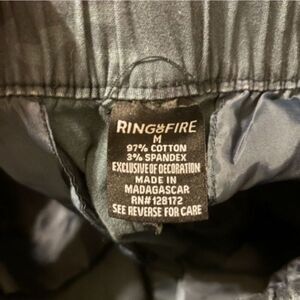 RING OF FIRE
M
97% COTTON
3% SPANDEX
EXCLUSIVE OF DECORATION
MADE IN
MADAGASCAR
RN# 128172
SEE REVERSE FOR CARE